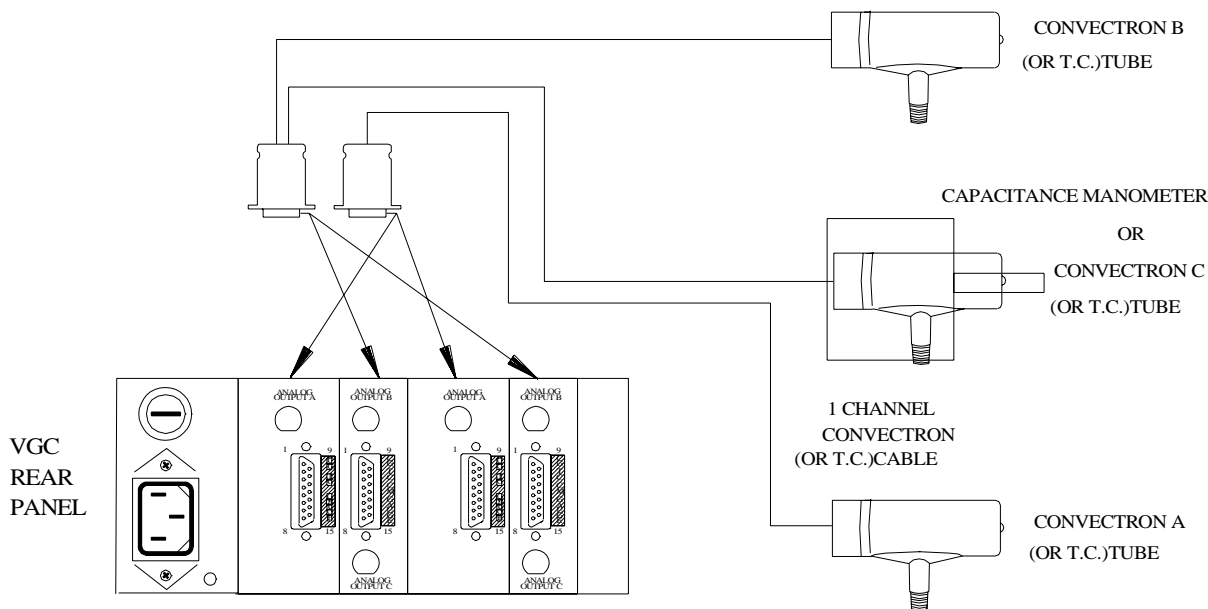 CONVECTRON B
(OR T.C.)TUBE
CAPACITANCE MANOMETER
OR
CONVECTRON C
(OR T.C.)TUBE
1 CHANNEL
CONVECTRON
(OR T.C.)CABLE
CONVECTRON A
(OR T.C.)TUBE
VGC
REAR
PANEL
ANALOG
OUTPUT A
1 9
8 15
ANALOG
OUTPUT B
1 9
8 15
ANALOG
OUTPUT C
ANALOG
OUTPUT A
1 9
8 15
ANALOG
OUTPUT B
1 9
8 15
ANALOG
OUTPUT C